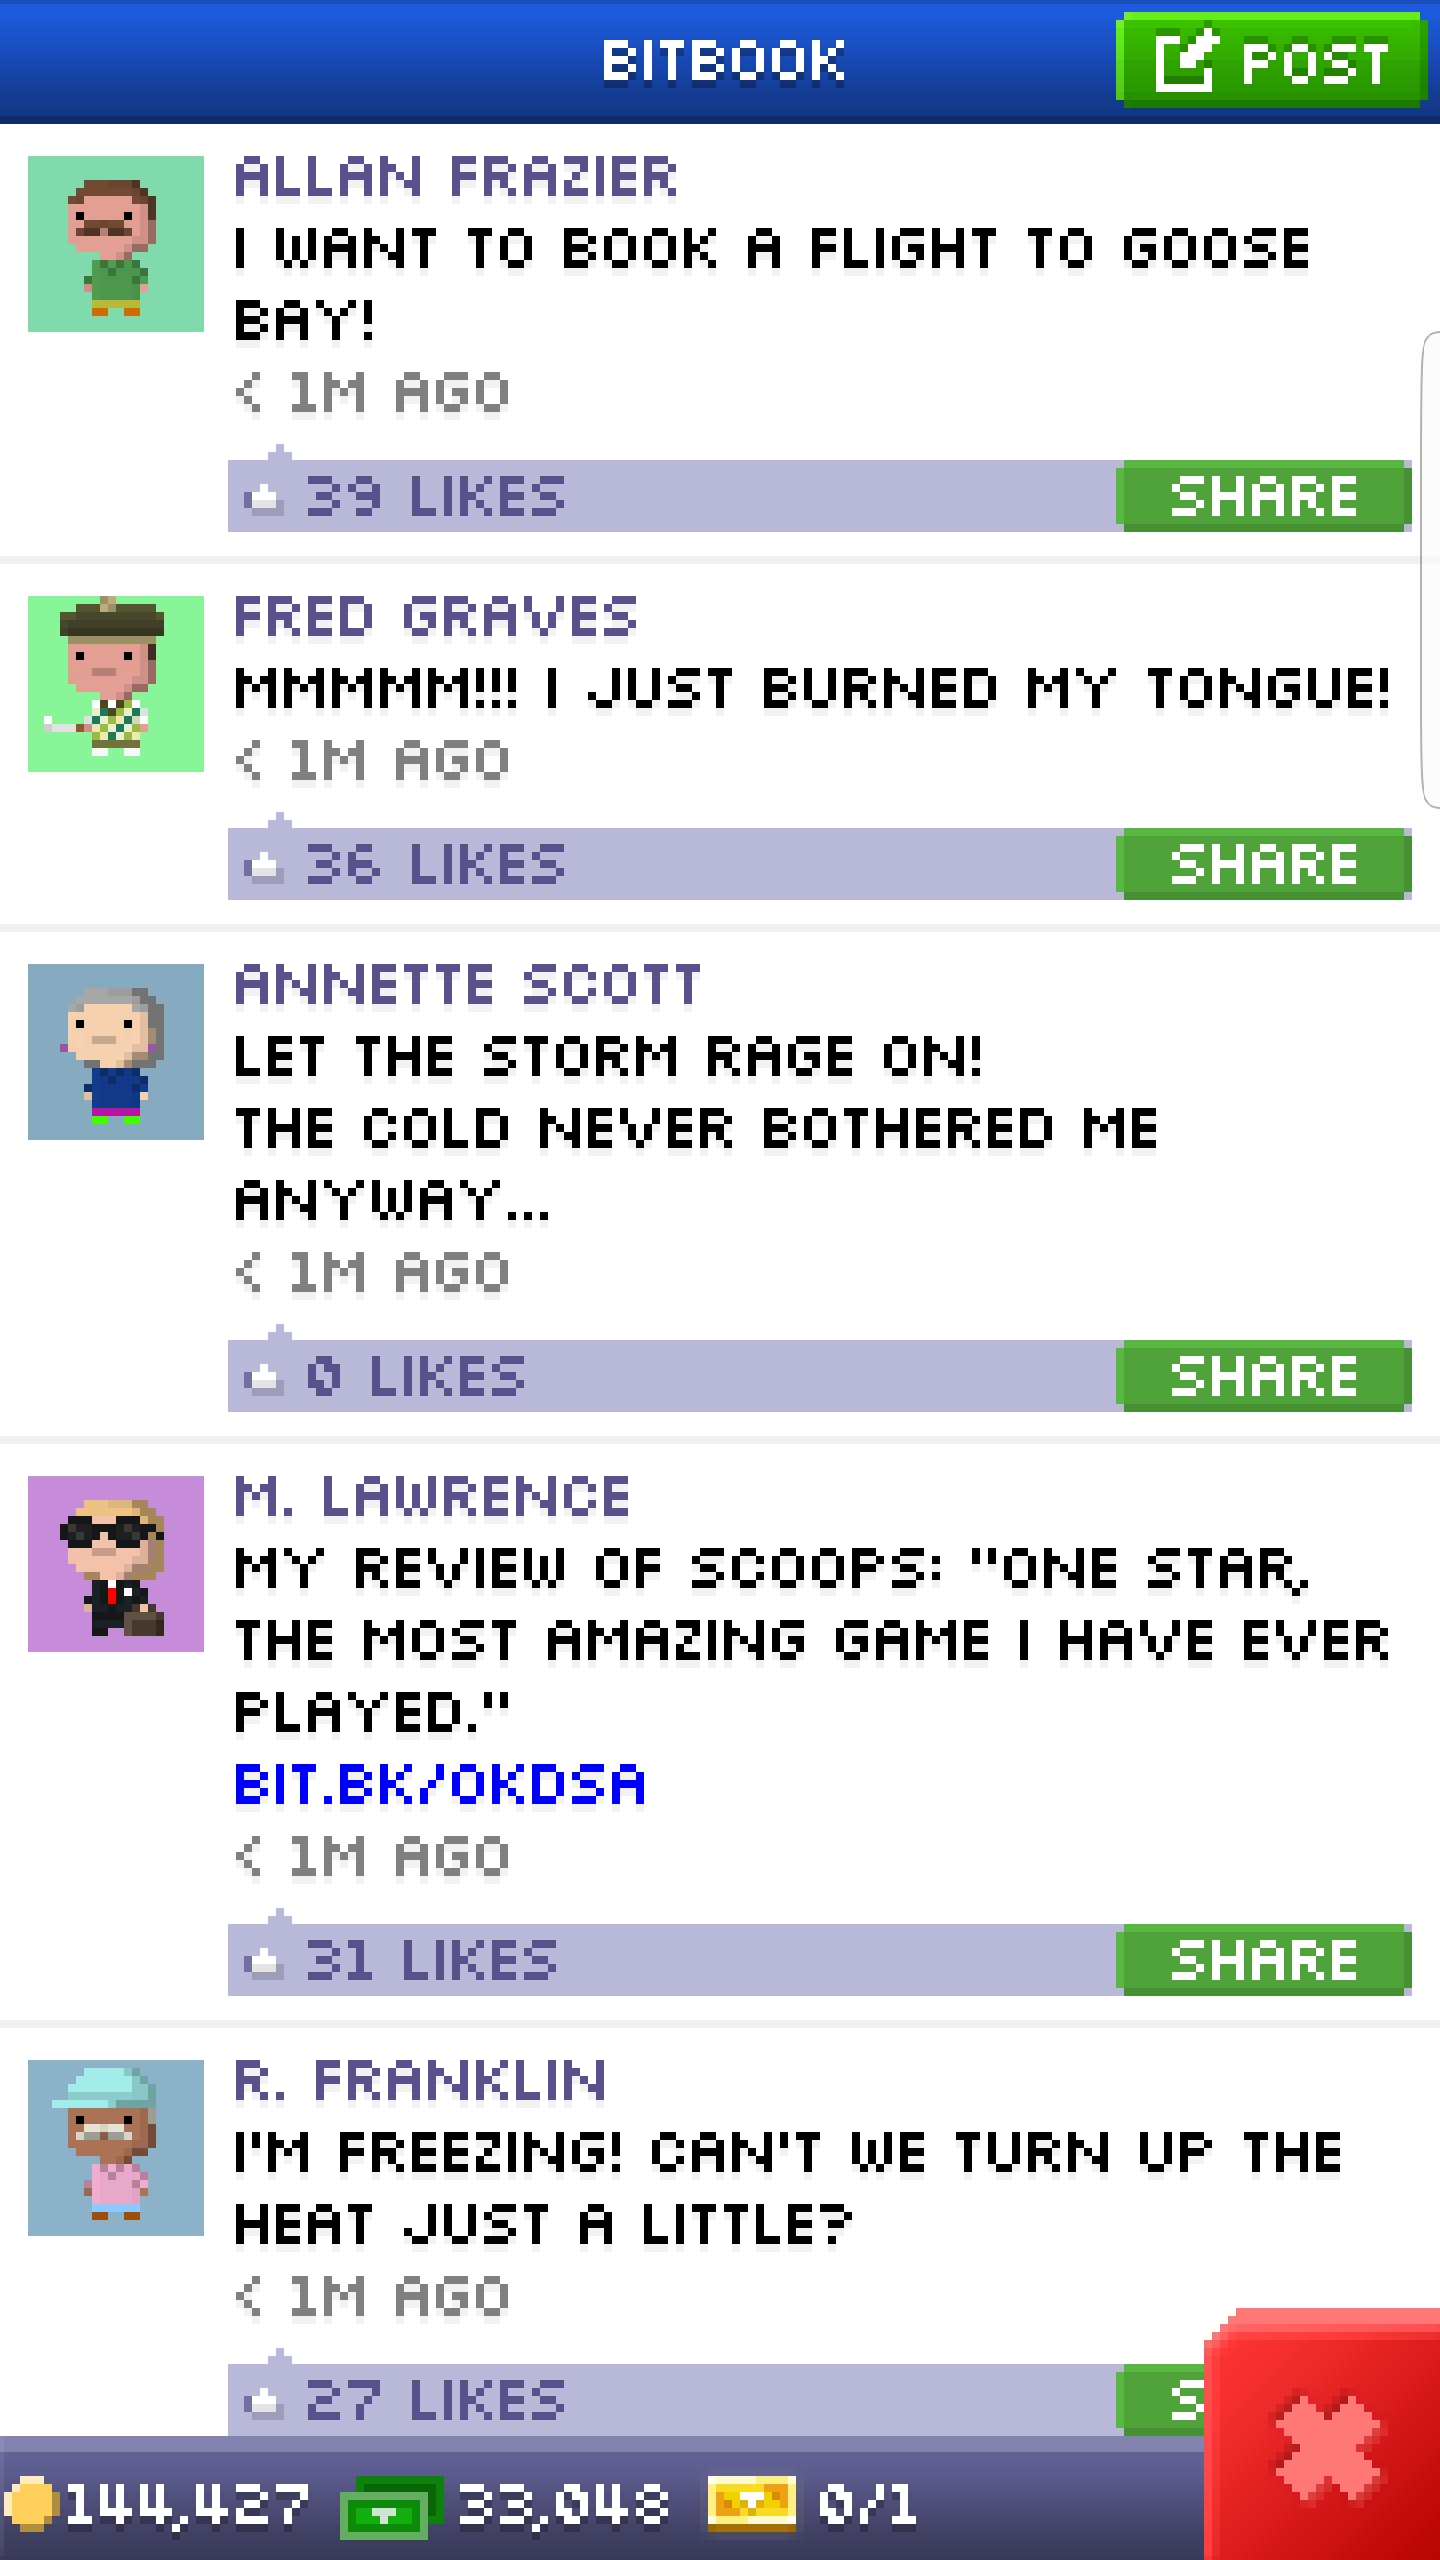 BITBOOK
POST
ALLAN FRAZIER
I WANT TO BOOK A FLIGHT TO GOOSE
BAY!
< 1M AGO
39 LIKES
SHARE
FRED GRAVES
MMMMM!!! I JUST BURNED MY TONGUE!
< 1M AGO
36 LIKES
SHARE
ANNETTE SCOTT
LET THE STORM RAGE ON!
THE COLD NEVER BOTHERED ME
ANYWAY...
< 1M AGO
0 LIKES
SHARE
M. LAWRENCE
MY REVIEW OF SCOOPS: "ONE STAR,
THE MOST AMAZING GAME I HAVE EVER
PLAYED."
BIT.BK/OKDSA
< 1M AGO
31 LIKES
SHARE
R. FRANKLIN
I'M FREEZING! CAN'T WE TURN UP THE
HEAT JUST A LITTLE?
< 1M AGO
27 LIKES
S
144,427 33,048 0/1